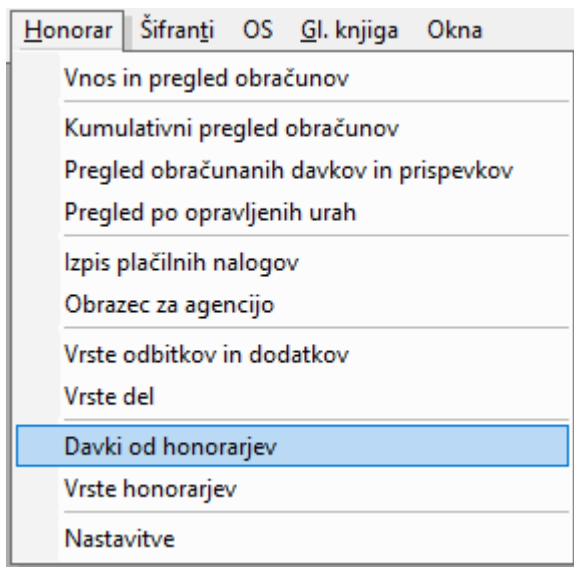 Honorar Šifranti OS Gl. knjiga Okna
Vnos in pregled obračunov
Kumulativni pregled obračunov
Pregled obračunanih davkov in prispevkov
Pregled po opravljenih urah
Izpis plačilnih nalogov
Obrazec za agencijo
Vrste odbitkov in dodatkov
Vrste del
Davki od honorarjev
Vrste honorarjev
Nastavitve